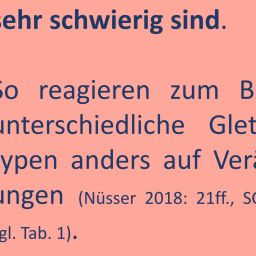 sehr schwierig sind.
So reagieren zum B
unterschiedliche Glet
typen anders auf Verä
ungen (Nüsser 2018: 21ff., SC
gl. Tab. 1).